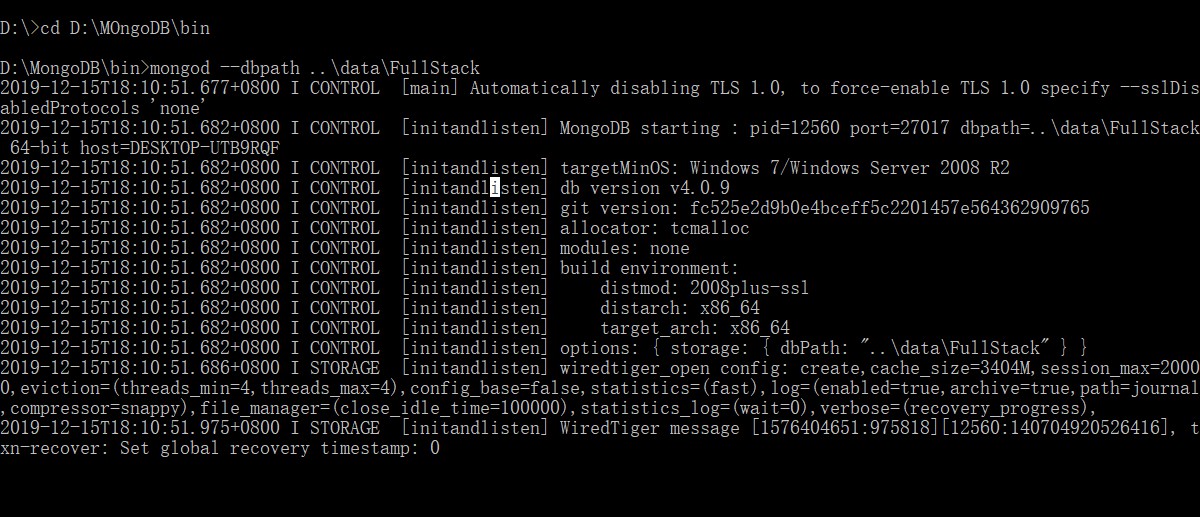 D:\>cd D:\MOngoDB\bin
D:\MongoDB\bin>mongod --dbpath ..\data\FullStack
2019-12-15T18:10:51.677+0800 I CONTROL  [main] Automatically disabling TLS 1.0, to force-enable TLS 1.0 specify --sslDis
abledProtocols 'none'
2019-12-15T18:10:51.682+0800 I CONTROL  [initandlisten] MongoDB starting : pid=12560 port=27017 dbpath=..\data\FullStack
 64-bit host=DESKTOP-UTB9RQF
2019-12-15T18:10:51.682+0800 I CONTROL  [initandlisten] targetMinOS: Windows 7/Windows Server 2008 R2
2019-12-15T18:10:51.682+0800 I CONTROL  [initandlisten] db version v4.0.9
2019-12-15T18:10:51.682+0800 I CONTROL  [initandlisten] git version: fc525e2d9b0e4bceff5c2201457e564362909765
2019-12-15T18:10:51.682+0800 I CONTROL  [initandlisten] allocator: tcmalloc
2019-12-15T18:10:51.682+0800 I CONTROL  [initandlisten] modules: none
2019-12-15T18:10:51.682+0800 I CONTROL  [initandlisten] build environment:
2019-12-15T18:10:51.682+0800 I CONTROL  [initandlisten]     distmod: 2008plus-ssl
2019-12-15T18:10:51.682+0800 I CONTROL  [initandlisten]     distarch: x86_64
2019-12-15T18:10:51.682+0800 I CONTROL  [initandlisten]     target_arch: x86_64
2019-12-15T18:10:51.682+0800 I CONTROL  [initandlisten] options: { storage: { dbPath: "..\data\FullStack" } }
2019-12-15T18:10:51.686+0800 I STORAGE  [initandlisten] wiredtiger_open config: create,cache_size=3404M,session_max=2000
0,eviction=(threads_min=4,threads_max=4),config_base=false,statistics=(fast),log=(enabled=true,archive=true,path=journal
,compressor=snappy),file_manager=(close_idle_time=100000),statistics_log=(wait=0),verbose=(recovery_progress),
2019-12-15T18:10:51.975+0800 I STORAGE  [initandlisten] WiredTiger message [1576404651:975818][12560:140704920526416], t
xn-recover: Set global recovery timestamp: 0